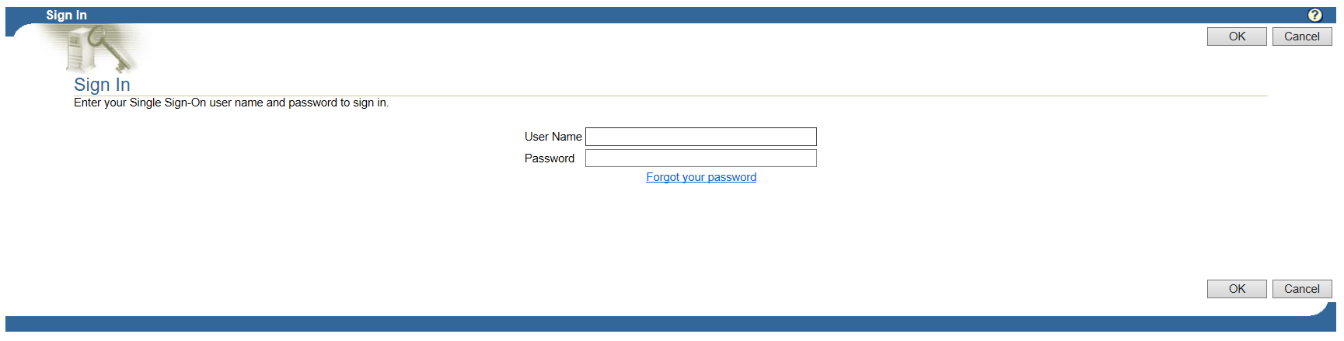 Sign In
?
OK Cancel
Sign In
Enter your Single Sign-On user name and password to sign in.
User Name
Password
Forgot your password
OK Cancel